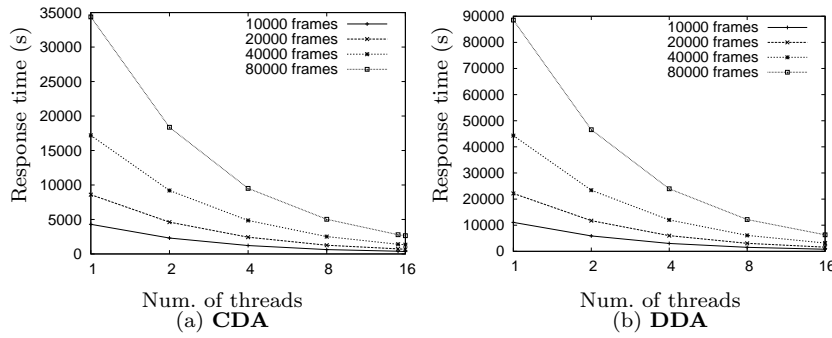 35000
30000
25000
20000
15000
10000
5000
0
Response time (s)
10000 frames
20000 frames
40000 frames
80000 frames
1 2 4 8 16
Num. of threads
(a) CDA
90000
80000
70000
60000
50000
40000
30000
20000
10000
0
Response time (s)
10000 frames
20000 frames
40000 frames
80000 frames
1 2 4 8 16
Num. of threads
(b) DDA